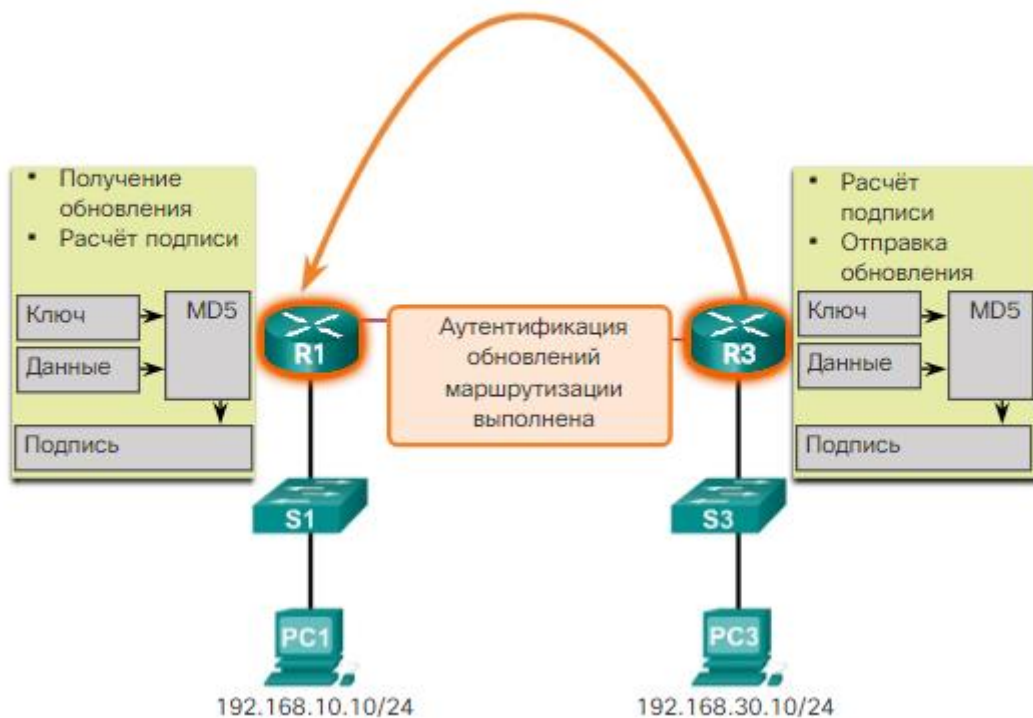 • Получение
обновления
• Расчёт подписи
Ключ
Данные
MD5
Подпись
R1
Аутентификация
обновлений
маршрутизации
выполнена
R3
• Расчёт
подписи
• Отправка
обновления
Ключ
Данные
MD5
Подпись
S1
S3
PC1
PC3
192.168.10.10/24
192.168.30.10/24